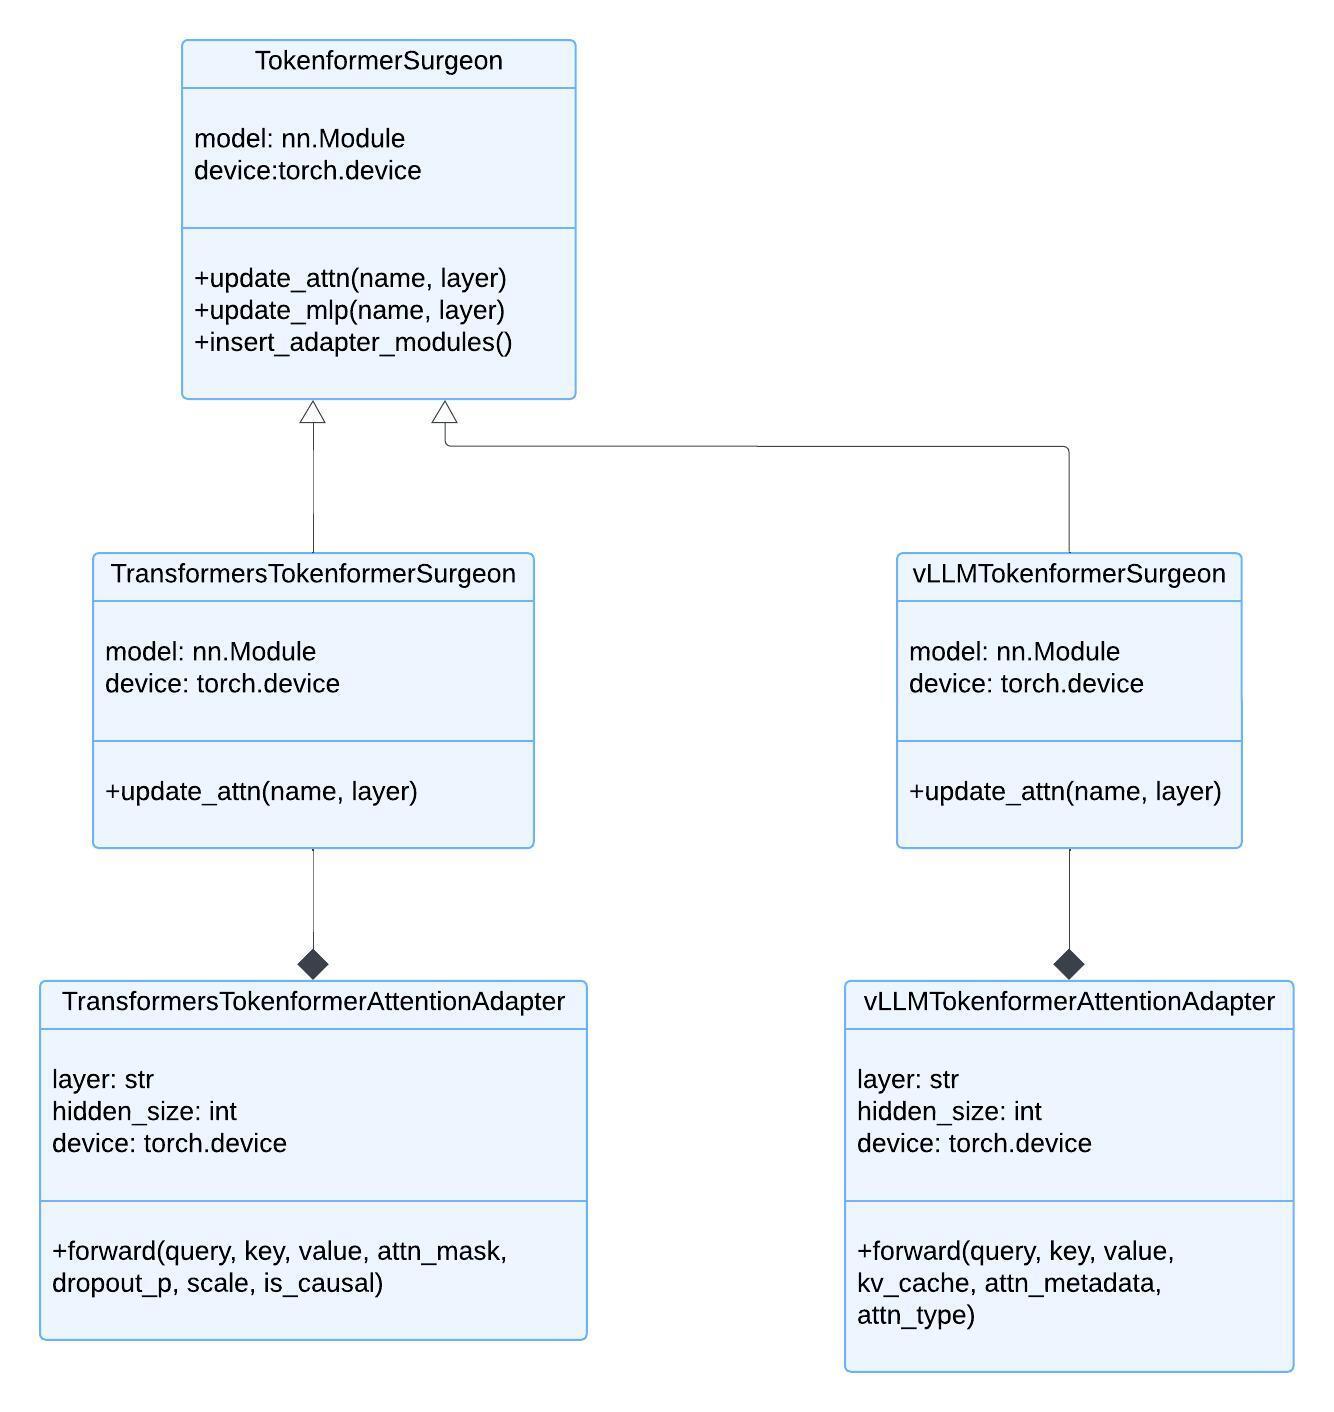 TokenformerSurgeon
model: nn.Module
device:torch.device
+update_attn(name, layer)
+update_mlp(name, layer)
+insert_adapter_modules()
TransformersTokenformerSurgeon
model: nn.Module
device: torch.device
+update_attn(name, layer)
vLLMTokenformerSurgeon
model: nn.Module
device: torch.device
+update_attn(name, layer)
TransformersTokenformerAttentionAdapter
layer: str
hidden_size: int
device: torch.device
+forward(query, key, value, attn_mask,
dropout_p, scale, is_causal)
vLLMTokenformerAttentionAdapter
layer: str
hidden_size: int
device: torch.device
+forward(query, key, value,
kv_cache, attn_metadata,
attn_type)